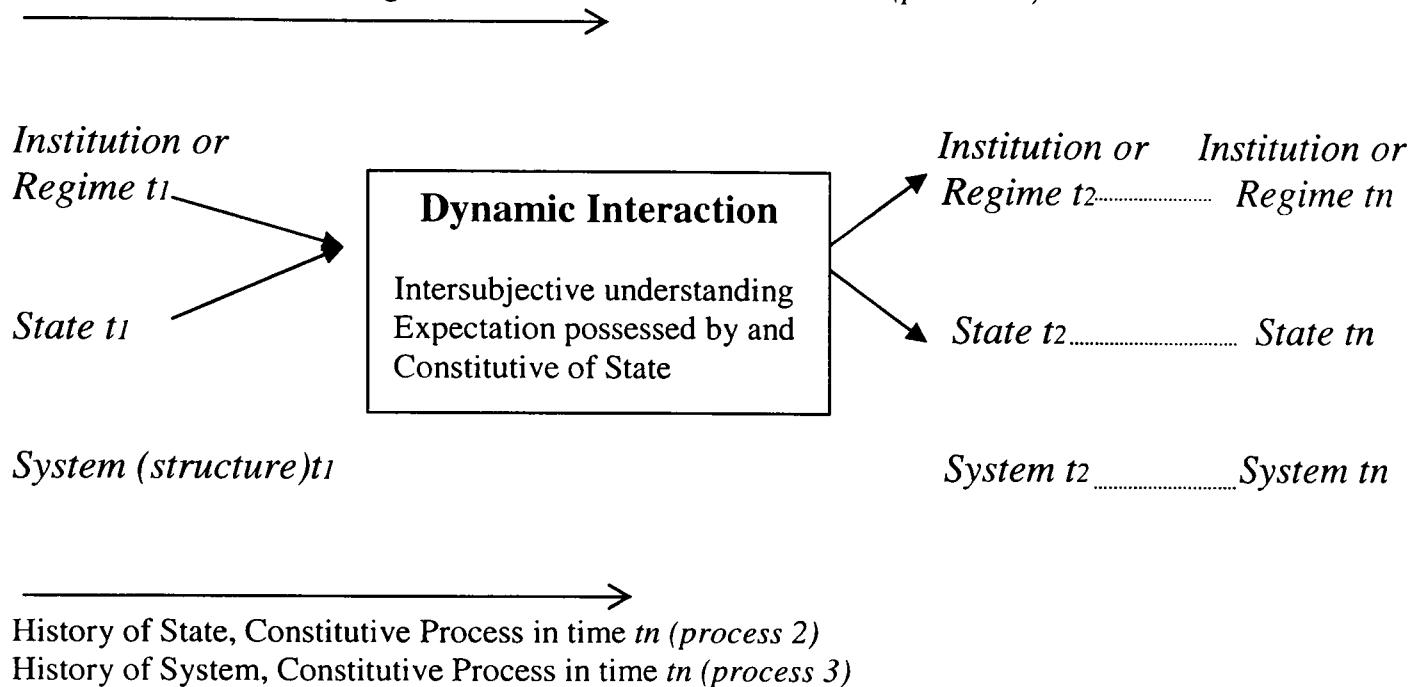 Institution or
Regime t1
Institution or Institution or
Regime t2 Regime tn
Dynamic Interaction
Intersubjective understanding
Expectation possessed by and
Constitutive of State
State t1
State t2 State tn
System (structure)t1
System t2 System tn
History of State, Constitutive Process in time tn (process 2)
History of System, Constitutive Process in time tn (process 3)